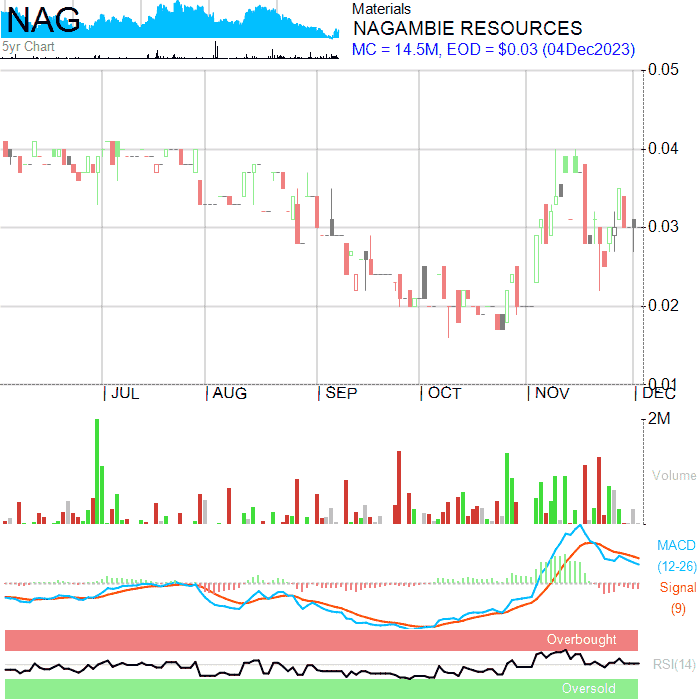 NAG
5yr Chart
Materials
NAGAMBIE RESOURCES
MC = 14.5M, EOD = $0.03 (04Dec2023)
0.05
0.04
0.03
0.02
0.01
JUL
AUG
SEP
OCT
NOV
DEC
2M
Volume
MACD
(12-26)
Signal
(9)
Overbought
RSI(14)
Oversold